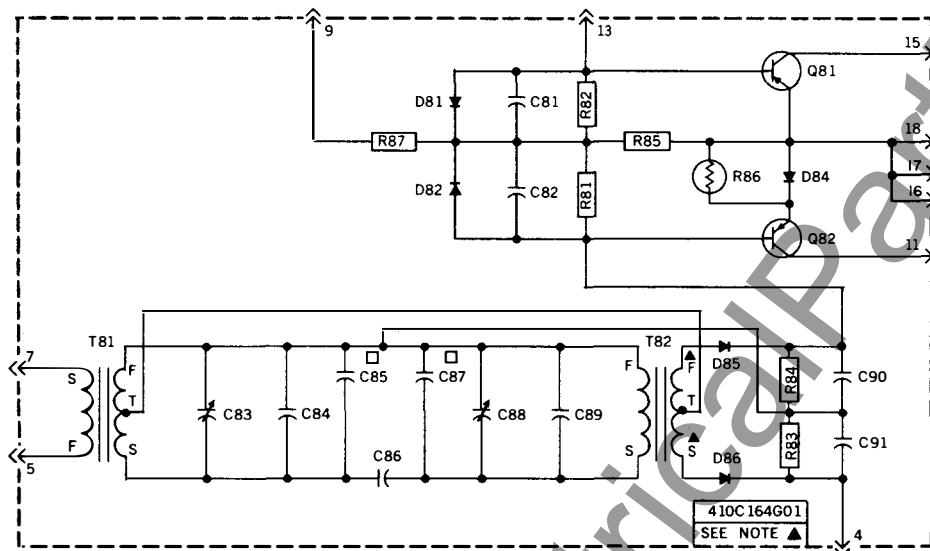 9
13
15
Q81
D81
C81
R82
18
R87
R85
17
R86
D84
16
D82
C82
R81
Q82
11
T81
T82
7
S
F
F
T
S
C83
C84
C85
C87
C88
C89
C86
F
S
F
T
S
D85
R84
C90
R83
C91
D86
5
410C164G01
SEE NOTE ▲
4
tricalPart